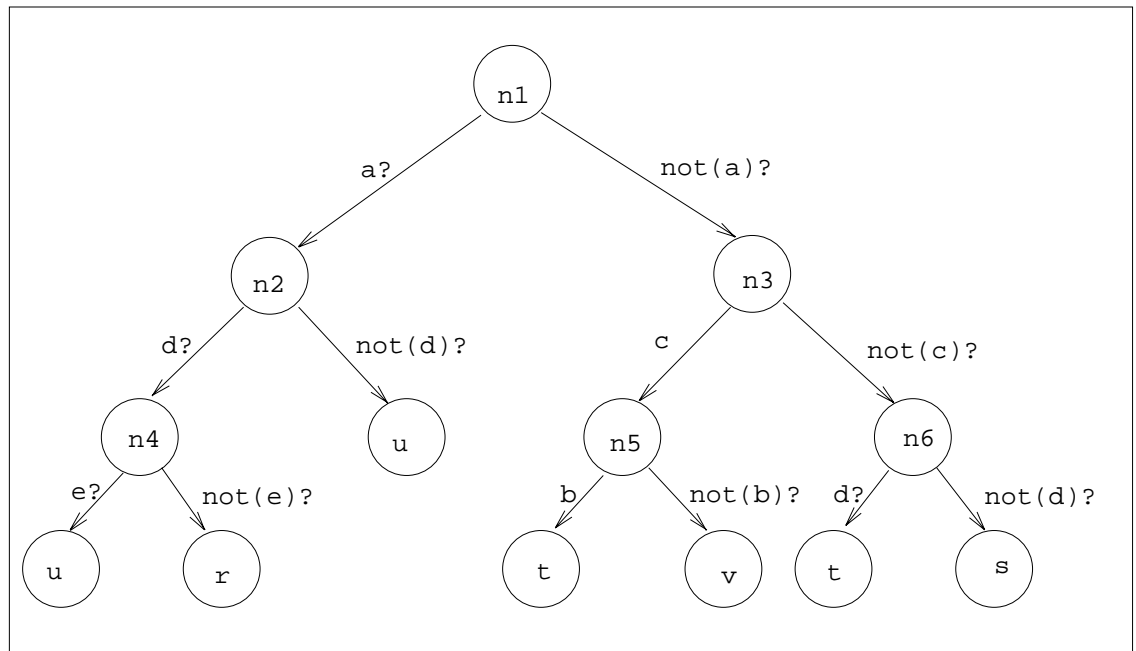 n1
a?
not(a)?
n2
n3
d?
not(d)?
c
not(c)?
n4
u
n5
n6
e?
not(e)?
b
not(b)?
d?
not(d)?
u
r
t
v
t
s